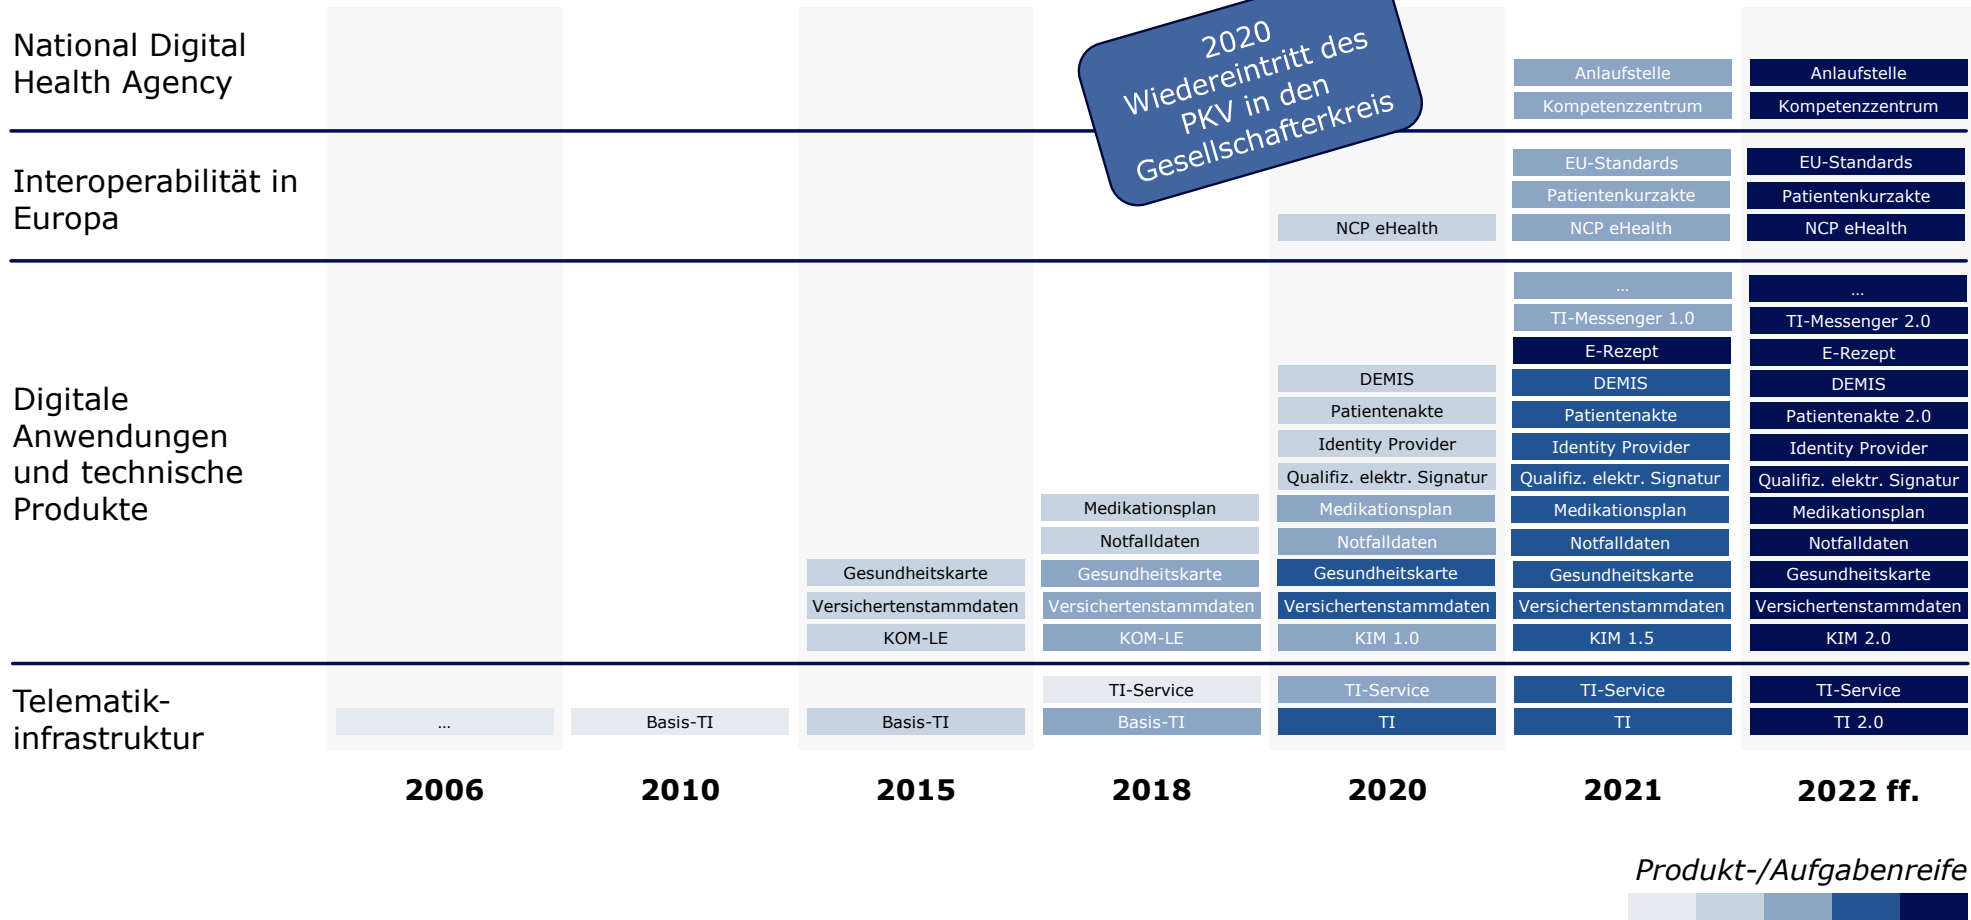 National Digital
Health Agency
2020
Wiedereintritt des
PKV in den
Gesellschafterkreis
Anlaufstelle
Kompetenzzentrum
Anlaufstelle
Kompetenzzentrum
Interoperabilität in
Europa
NCP eHealth
EU-Standards
Patientenkurzakte
NCP eHealth
EU-Standards
Patientenkurzakte
NCP eHealth
Digitale
Anwendungen
und technische
Produkte
Gesundheitskarte
Versichertenstammdaten
KOM-LE
Medikationsplan
Notfalldaten
Gesundheitskarte
Versichertenstammdaten
KOM-LE
DEMIS
Patientenakte
Identity Provider
Qualifiz. elektr. Signatur
Medikationsplan
Notfalldaten
Gesundheitskarte
Versichertenstammdaten
KIM 1.0
...
TI-Messenger 1.0
E-Rezept
DEMIS
Patientenakte
Identity Provider
Qualifiz. elektr. Signatur
Medikationsplan
Notfalldaten
Gesundheitskarte
Versichertenstammdaten
KIM 1.5
...
TI-Messenger 2.0
E-Rezept
DEMIS
Patientenakte 2.0
Identity Provider
Qualifiz. elektr. Signatur
Medikationsplan
Notfalldaten
Gesundheitskarte
Versichertenstammdaten
KIM 2.0
Telematik-
infrastruktur
...
Basis-TI
Basis-TI
TI-Service
Basis-TI
TI-Service
TI
TI-Service
TI
TI-Service
TI 2.0
2006
2010
2015
2018
2020
2021
2022 ff.
Produkt-/Aufgabenreife